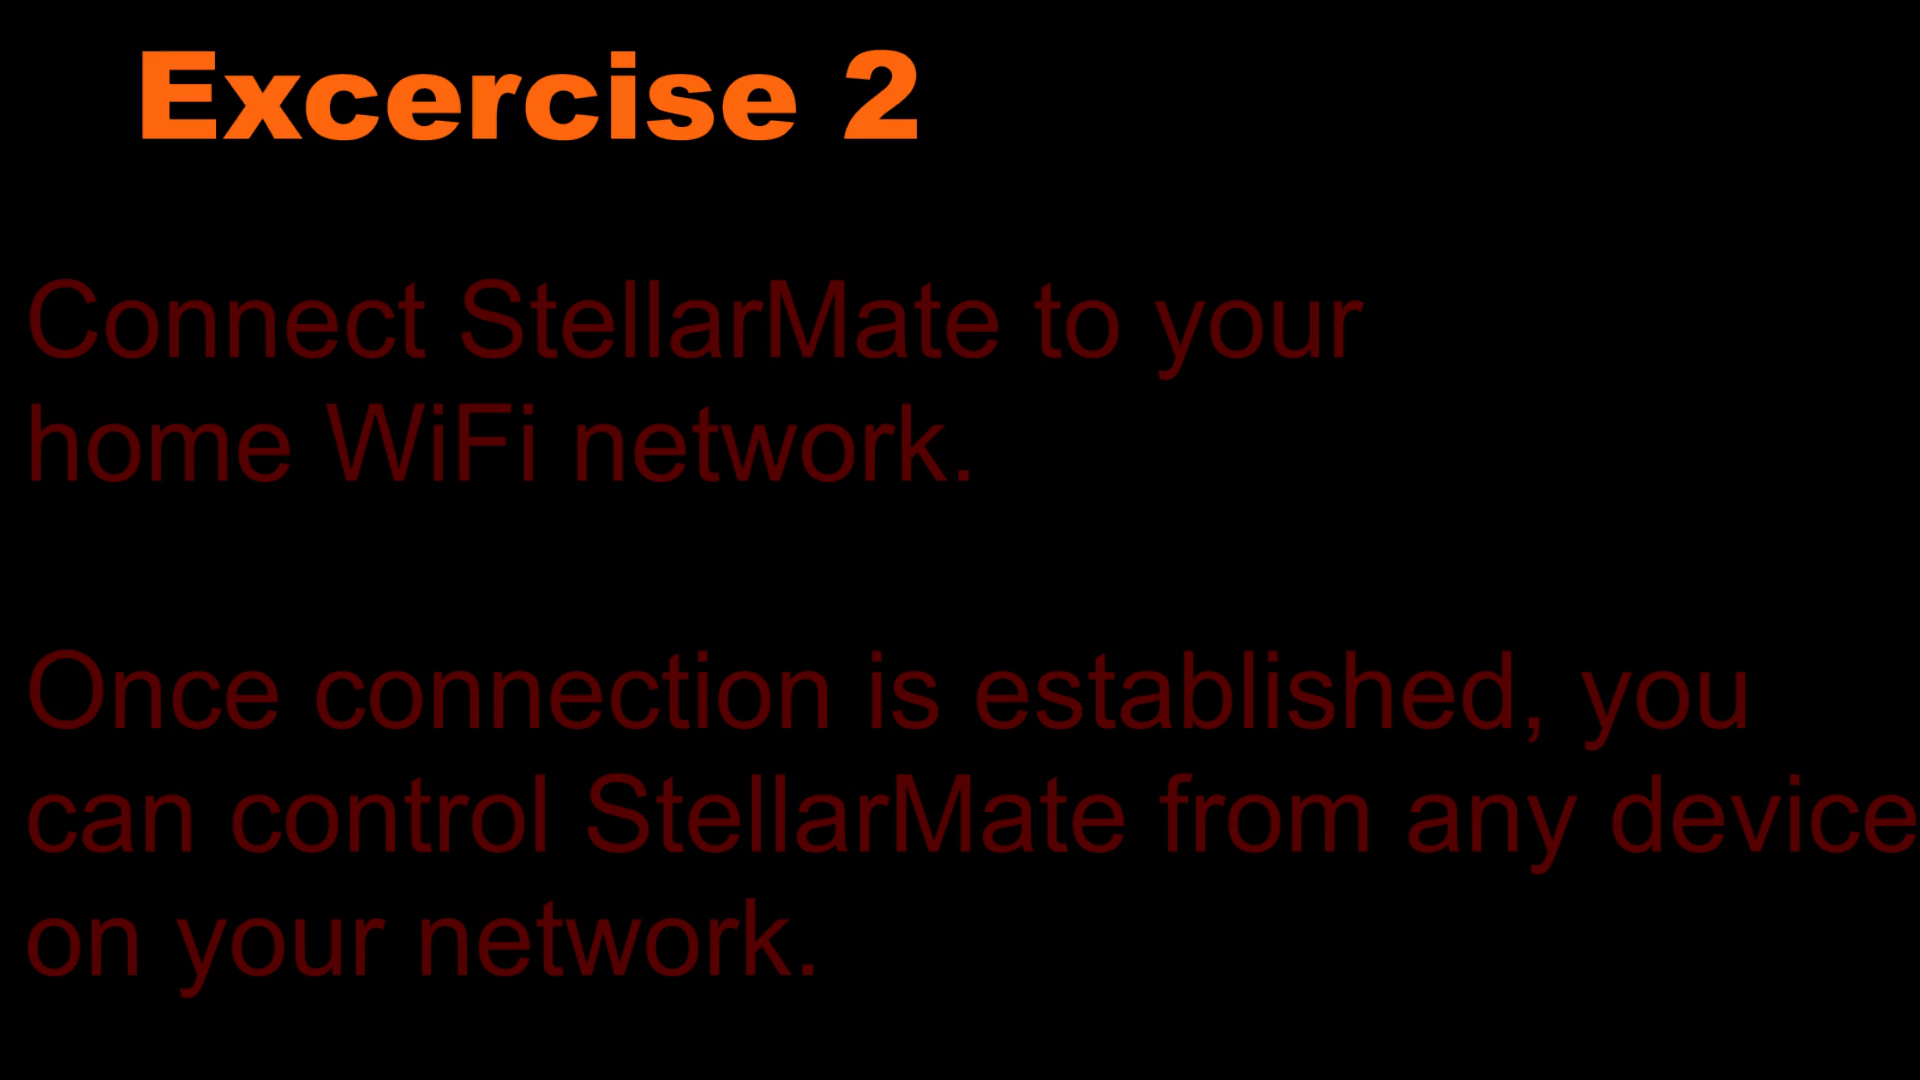 Excercise 2
Connect StellarMate to your
home WiFi network.
Once connection is established, you
can control StellarMate from any device
on your network.